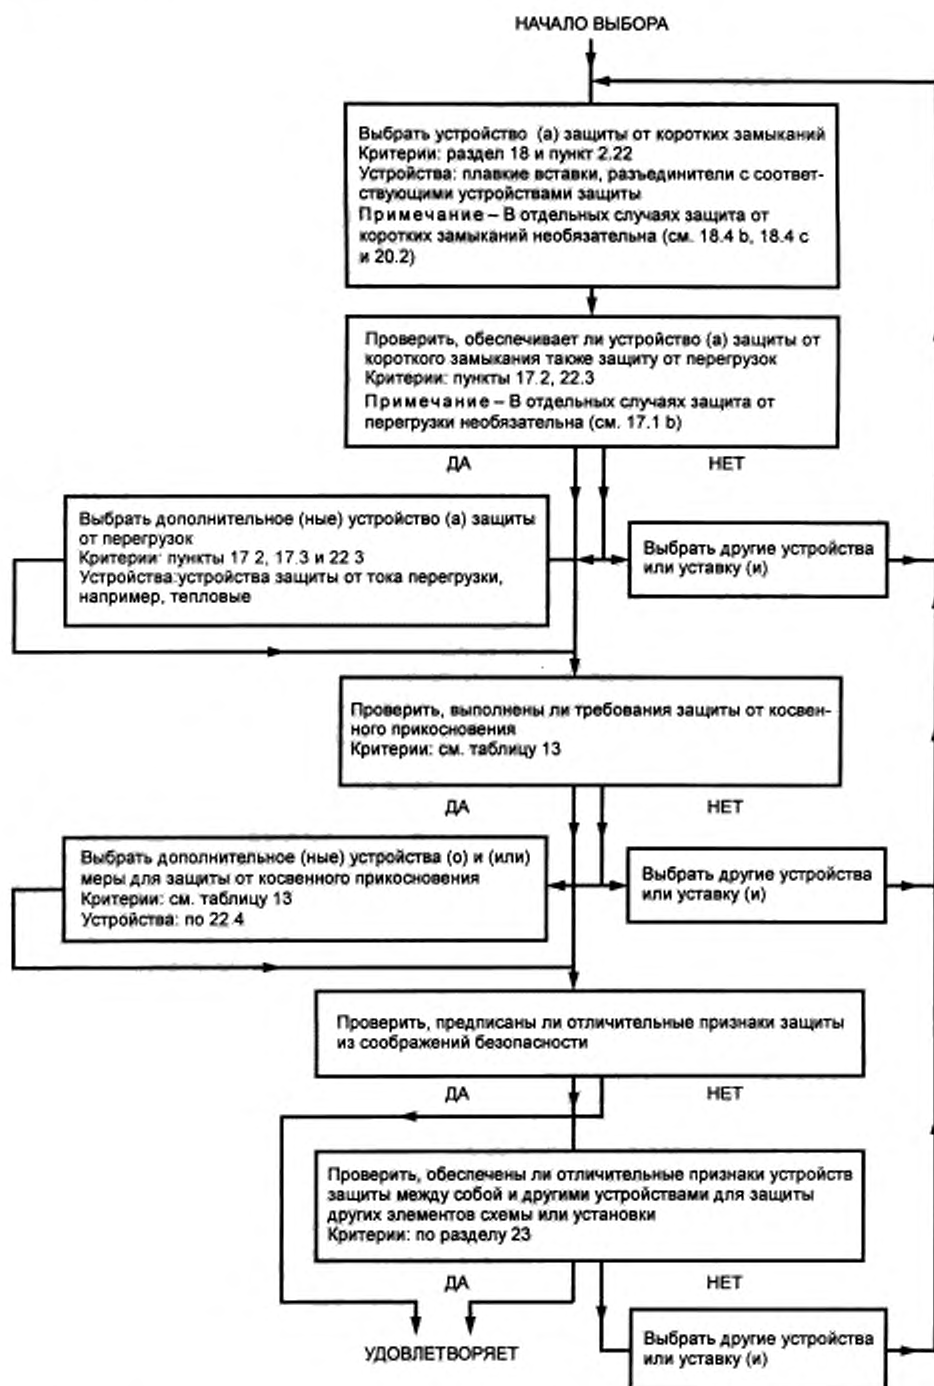 НАЧАЛО ВЫБОРА
Выбрать устройство (а) защиты от коротких замыканий
Критерии: раздел 18 и пункт 2.22
Устройства: плавкие вставки, разъединители с соответ-
ствующими устройствами защиты
Примечание – В отдельных случаях защита от
коротких замыканий необязательна (см. 18.4 b, 18.4 c
и 20.2)
Проверить, обеспечивает ли устройство (а) защиты от
короткого замыкания также защиту от перегрузок
Критерии: пункты 17.2, 22.3
Примечание – В отдельных случаях защита от
перегрузки необязательна (см. 17.1 b)
ДА
НЕТ
Выбрать дополнительное (ные) устройство (а) защиты
от перегрузок
Критерии: пункты 17 2, 17.3 и 22 3
Устройства:устройства защиты от тока перегрузки,
например, тепловые
Выбрать другие устройства
или уставку (и)
Проверить, выполнены ли требования защиты от косвен-
ного прикосновения
Критерии: см. таблицу 13
ДА
НЕТ
Выбрать дополнительное (ные) устройства (о) и (или)
меры для защиты от косвенного прикосновения
Критерии: см. таблицу 13
Устройства: по 22.4
Выбрать другие устройства
или уставку (и)
Проверить, предписаны ли отличительные признаки защиты
из соображений безопасности
ДА
НЕТ
Проверить, обеспечены ли отличительные признаки устройств
защиты между собой и другими устройствами для защиты
других элементов схемы или установки
Критерии: по разделу 23
ДА
НЕТ
УДОВЛЕТВОРЯЕТ
Выбрать другие устройства
или уставку (и)